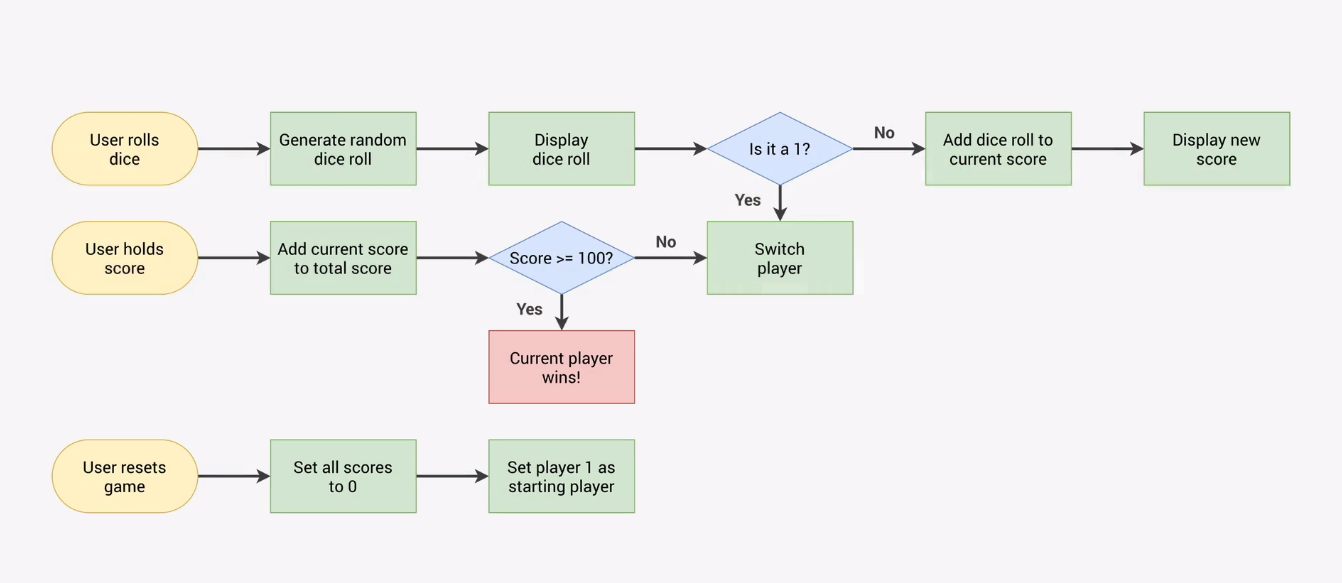 User rolls
dice
Generate random
dice roll
Display
dice roll
Is it a 1?
No
Add dice roll to
current score
Display new
score
Yes
User holds
score
Add current score
to total score
Score >= 100?
No
Switch
player
Yes
Current player
wins!
User resets
game
Set all scores
to 0
Set player 1 as
starting player